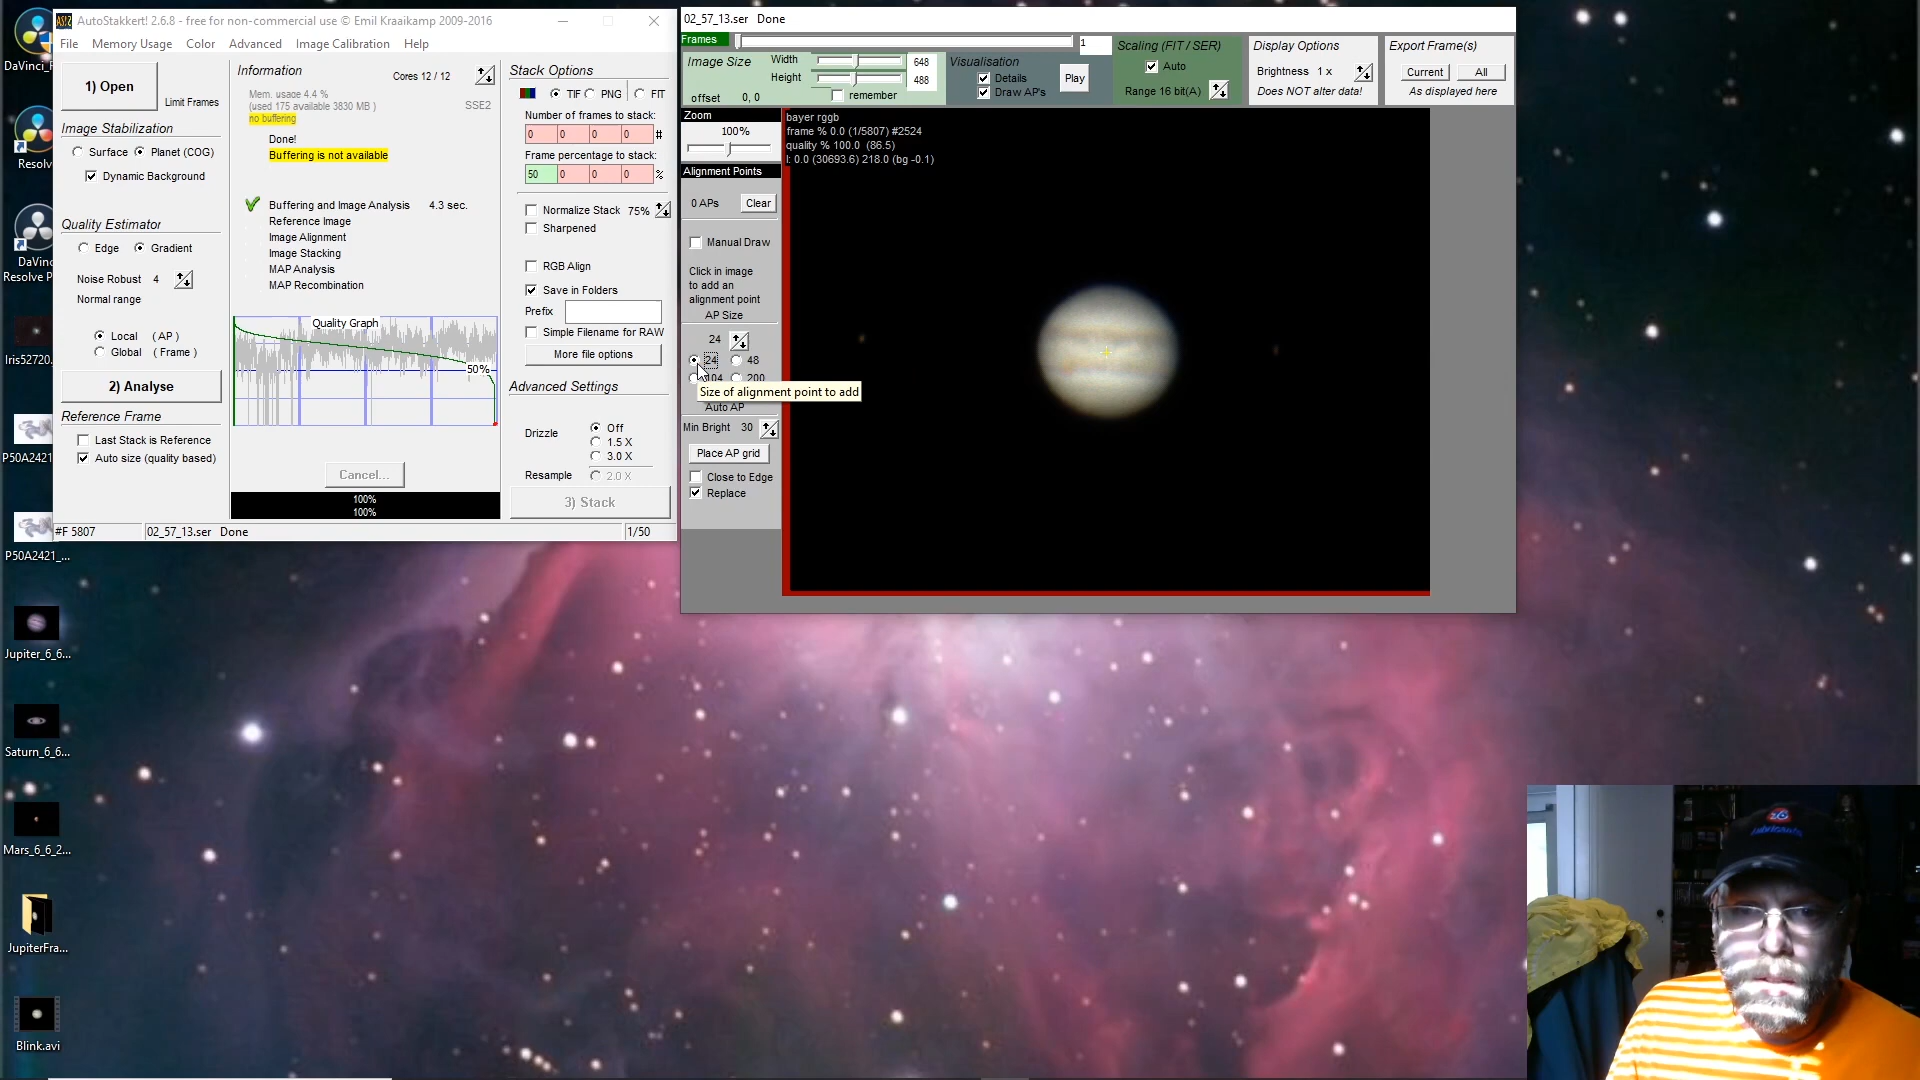 AutoStakkert! 2.6.8 - free for non-commercial use © Emil Kraaikamp 2009-2016
File Memory Usage Color Advanced Image Calibration Help
1) Open
Limit Frames
Image Stabilization
Surface Planet (COG)
Dynamic Background
Quality Estimator
Edge Gradient
Noise Robust 4
Normal range
Local (AP)
Global (Frame)
2) Analyse
Reference Frame
Last Stack is Reference
Auto size (quality based)
Information
Cores 12 / 12
Mem. usage 4.4 %
(used 175 available 3830 MB )
SSE2
no buffering
Done!
Buffering is not available
Buffering and Image Analysis 4.3 sec.
Reference Image
Image Alignment
Image Stacking
MAP Analysis
MAP Recombination
Quality Graph
50%
Cancel...
100%
100%
Stack Options
TIF PNG FIT
Number of frames to stack:
0 0 0 0 #
Frame percentage to stack:
50 0 0 0 %
Normalize Stack 75%
Sharpened
RGB Align
Save in Folders
Prefix
Simple Filename for RAW
More file options
Advanced Settings
Drizzle
Off
1.5 X
3.0 X
Resample 2.0 X
3) Stack
#F 5807
02_57_13.ser Done
1/50
02_57_13.ser Done
Frames
1
Image Size
Width 648
Height 488
offset 0, 0
remember
Visualisation
Details
Draw AP's
Play
Scaling (FIT / SER)
Auto
Range 16 bit(A)
Display Options
Brightness 1 x
Does NOT alter data!
Export Frame(s)
Current All
As displayed here
Zoom
100%
Alignment Points
0 APs Clear
Manual Draw
Click in image
to add an
alignment point
AP Size
24
24 48
104 200
Size of alignment point to add
Auto AP
Min Bright 30
Place AP grid
Close to Edge
Replace
bayer rggb
frame % 0.0 (1/5807) #2524
quality % 100.0 (86.5)
l: 0.0 (30693.6) 218.0 (bg -0.1)
Resolve
DaVinci
Resolve P
Iris52720.
P50A2421
P50A2421_...
Jupiter_6_6...
Saturn_6_6...
Mars_6_6_2...
JupiterFra...
Blink.avi
76